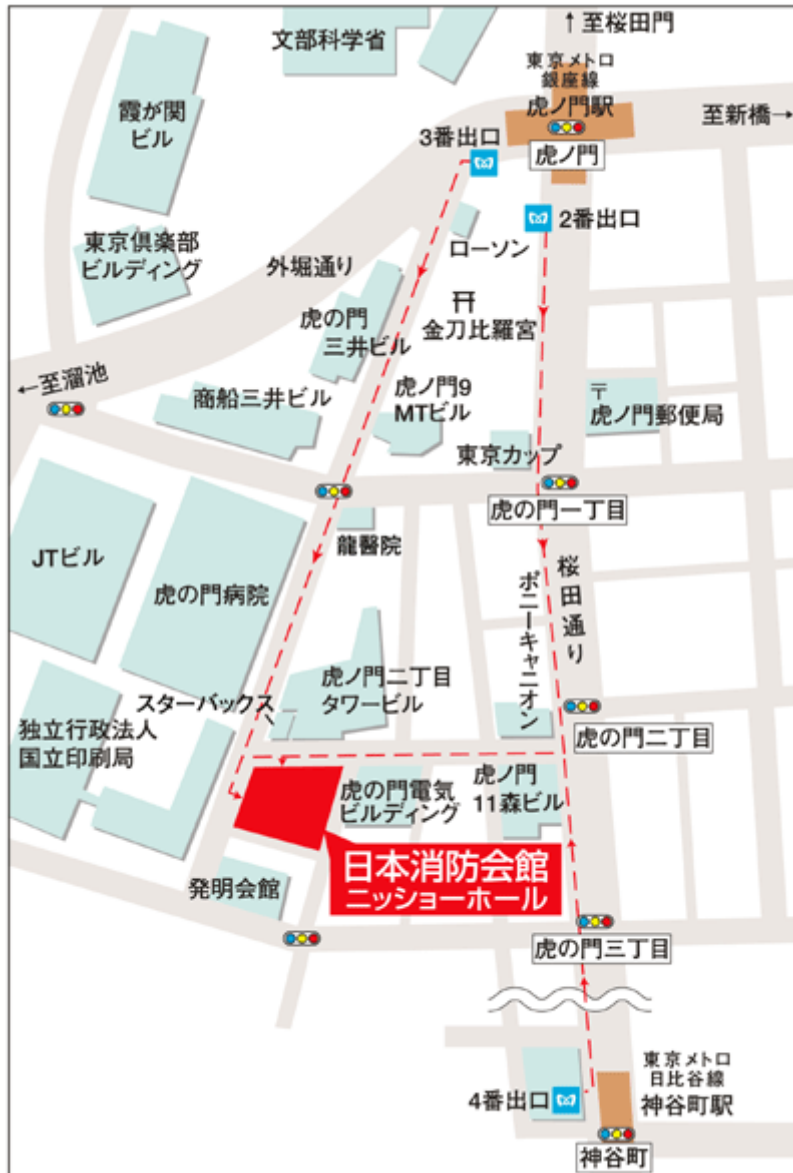 ↑至桜田門
文部科学省
東京メトロ
銀座線
虎ノ門駅
霞が関
ビル
至新橋→
3番出口
虎ノ門
2番出口
ローソン
東京倶楽部
ビルディング
外堀通り
虎の門
三井ビル
金刀比羅宮
←至溜池
商船三井ビル
虎ノ門9
MTビル
〒
虎ノ門郵便局
東京カップ
虎の門一丁目
JTビル
虎の門病院
龍醫院
桜田通り
ポニーキャニオン
虎ノ門二丁目
タワービル
スターバックス
独立行政法人
国立印刷局
虎の門二丁目
虎の門電気
ビルディング
虎ノ門
11森ビル
日本消防会館
ニッショーホール
発明会館
虎の門三丁目
東京メトロ
日比谷線
神谷町駅
4番出口
神谷町